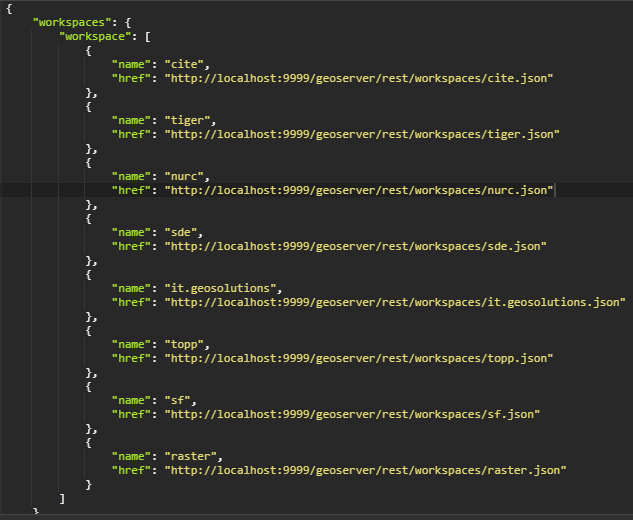 {
"workspaces": {
"workspace": [
{
"name": "cite",
"href": "http://localhost:9999/geoserver/rest/workspaces/cite.json"
},
{
"name": "tiger",
"href": "http://localhost:9999/geoserver/rest/workspaces/tiger.json"
},
{
"name": "nurc",
"href": "http://localhost:9999/geoserver/rest/workspaces/nurc.json"
},
{
"name": "sde",
"href": "http://localhost:9999/geoserver/rest/workspaces/sde.json"
},
{
"name": "it.geosolutions",
"href": "http://localhost:9999/geoserver/rest/workspaces/it.geosolutions.json"
},
{
"name": "topp",
"href": "http://localhost:9999/geoserver/rest/workspaces/topp.json"
},
{
"name": "sf",
"href": "http://localhost:9999/geoserver/rest/workspaces/sf.json"
},
{
"name": "raster",
"href": "http://localhost:9999/geoserver/rest/workspaces/raster.json"
}
]
}